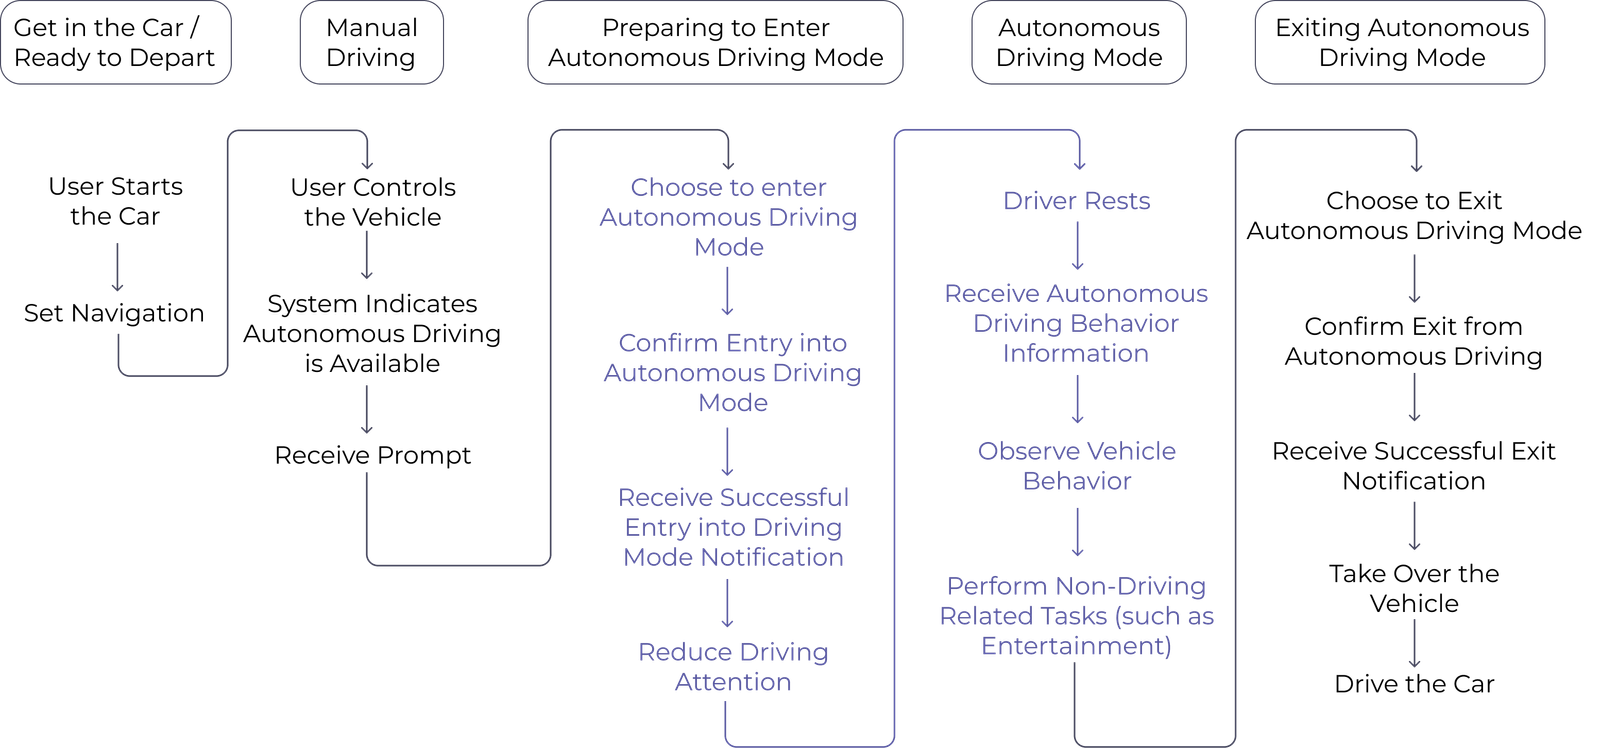 Get in the Car /
Ready to Depart
Manual
Driving
Preparing to Enter
Autonomous Driving Mode
Autonomous
Driving Mode
Exiting Autonomous
Driving Mode
User Starts
the Car
Set Navigation
User Controls
the Vehicle
System Indicates
Autonomous Driving
is Available
Receive Prompt
Choose to enter
Autonomous Driving
Mode
Confirm Entry into
Autonomous Driving
Mode
Receive Successful
Entry into Driving
Mode Notification
Reduce Driving
Attention
Driver Rests
Receive Autonomous
Driving Behavior
Information
Observe Vehicle
Behavior
Perform Non-Driving
Related Tasks (such as
Entertainment)
Choose to Exit
Autonomous Driving Mode
Confirm Exit from
Autonomous Driving
Receive Successful Exit
Notification
Take Over the
Vehicle
Drive the Car